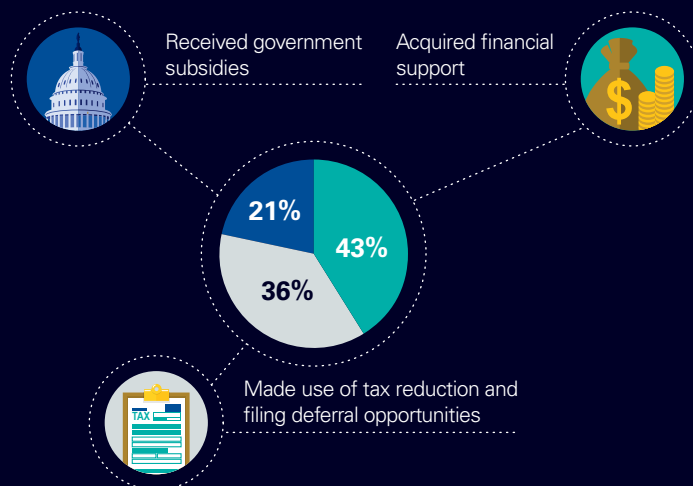 Received government
subsidies
Acquired financial
support
$
21%
43%
36%
TAX
Made use of tax reduction and
filing deferral opportunities